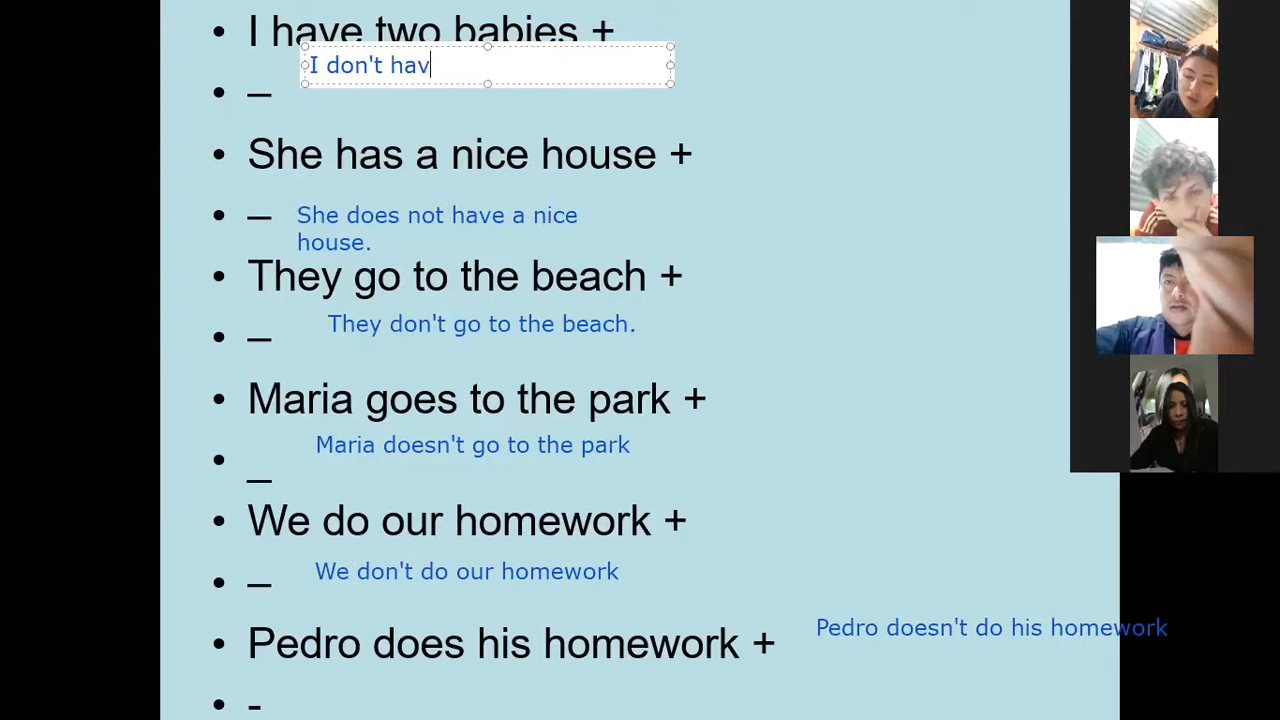 • I have two babies +
I don't hav
• –
• She has a nice house +
• – She does not have a nice
house.
• They go to the beach +
They don't go to the beach.
• –
• Maria goes to the park +
Maria doesn't go to the park
• _
• We do our homework +
• – We don't do our homework
• Pedro does his homework + Pedro doesn't do his homework
• -